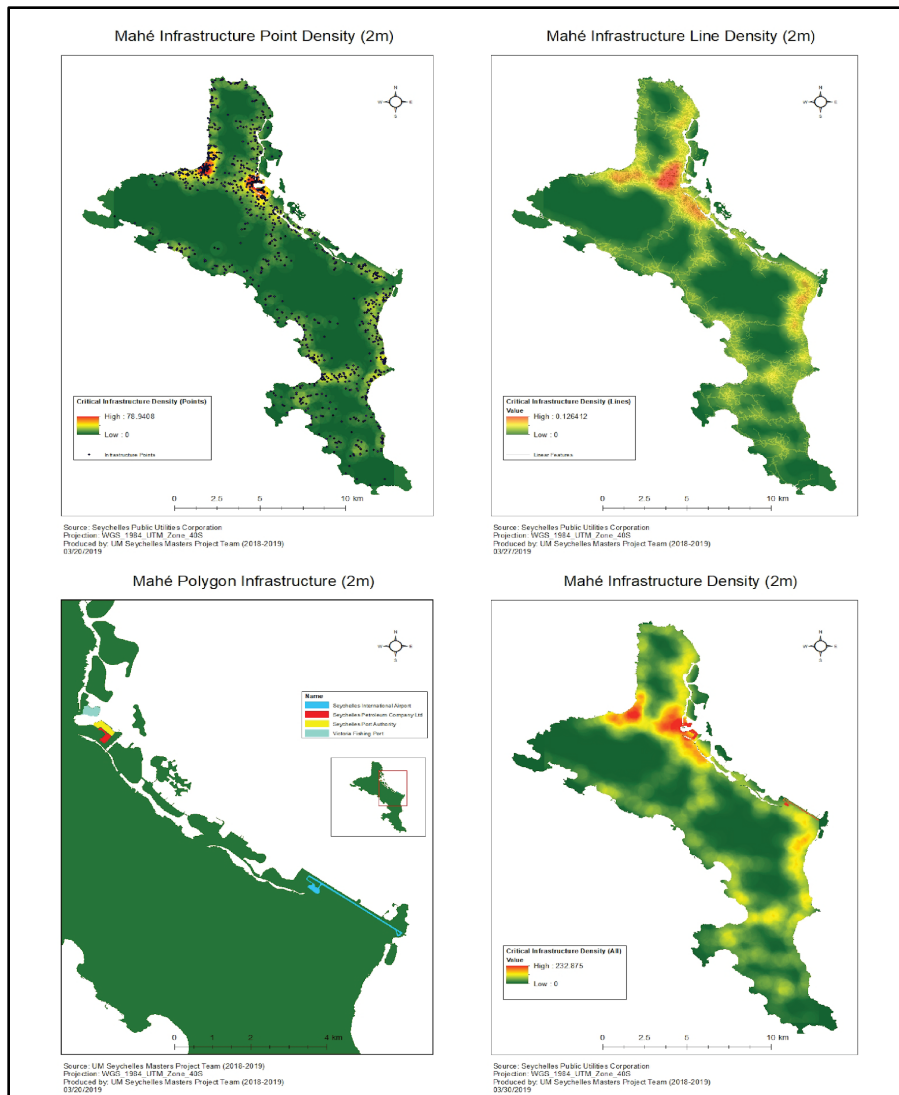 Mahé Infrastructure Point Density (2m)
N
W E
S
Critical Infrastructure Density (Points)
High : 78.9408
Low : 0
Infrastructure Points
0 2.5 5 10 km
Source: Seychelles Public Utilities Corporation
Projection: WGS_1984_UTM_Zone_40S
Produced by: UM Seychelles Masters Project Team (2018-2019)
03/20/2019
Mahé Infrastructure Line Density (2m)
N
W E
S
Critical Infrastructure Density (Lines)
Value
High : 0.126412
Low : 0
Linear Features
0 2.5 5 10 km
Source: Seychelles Public Utilities Corporation
Projection: WGS_1984_UTM_Zone_40S
Produced by: UM Seychelles Masters Project Team (2018-2019)
03/27/2019
Mahé Polygon Infrastructure (2m)
N
W E
S
Name
Seychelles International Airport
Seychelles Petroleum Company Ltd
Seychelles Port Authority
Victoria Fishing Port
0 1 2 4 km
Source: UM Seychelles Masters Project Team (2018-2019)
Projection: WGS_1984_UTM_Zone_40S
Produced by: UM Seychelles Masters Project Team (2018-2019)
03/20/2019
Mahé Infrastructure Density (2m)
N
W E
S
Critical Infrastructure Density (All)
Value
High : 232.875
Low : 0
0 2.5 5 10 km
Source: Seychelles Public Utilities Corporation
Projection: WGS_1984_UTM_Zone_40S
Produced by: UM Seychelles Masters Project Team (2018-2019)
03/30/2019